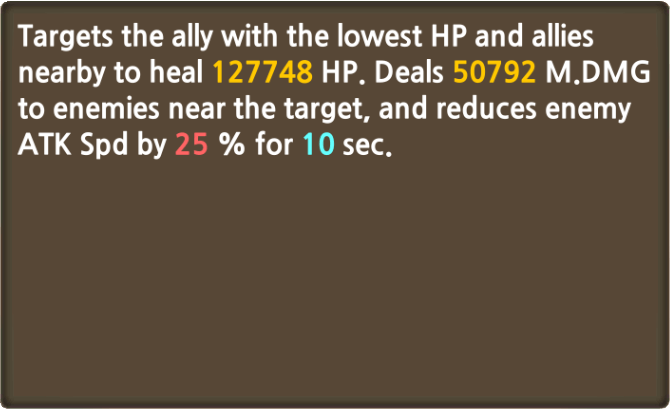 Targets the ally with the lowest HP and allies
nearby to heal 127748 HP. Deals 50792 M.DMG
to enemies near the target, and reduces enemy
ATK Spd by 25 % for 10 sec.